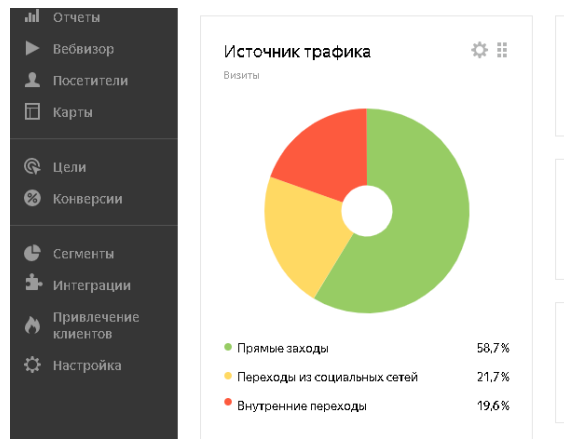 Отчеты
Вебвизор
Посетители
Карты
Цели
Конверсии
Сегменты
Интеграции
Привлечение
клиентов
Настройка
Источник трафика
Визиты
Прямые заходы 58,7%
Переходы из социальных сетей 21,7%
Внутренние переходы 19,6%